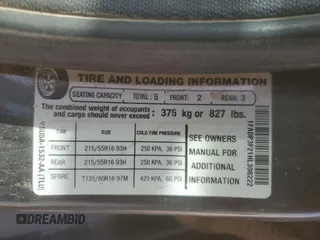 TIRE AND LOADING INFORMATION
SEATING CAPACITY TOTAL: 5 FRONT: 2 REAR: 3
The combined weight of occupants
and cargo should never exceed : 375 kg or 827 lbs.
TIRE SIZE COLD TIRE PRESSURE
FRONT 215/55R16 93H 250 KPA, 36 PSI
REAR 215/55R16 93H 250 KPA, 36 PSI
SPARE T125/80R16 97M 420 KPA, 60 PSI
SEE OWNERS
MANUAL FOR
ADDITIONAL
INFORMATION
AUTOBIDMASTER